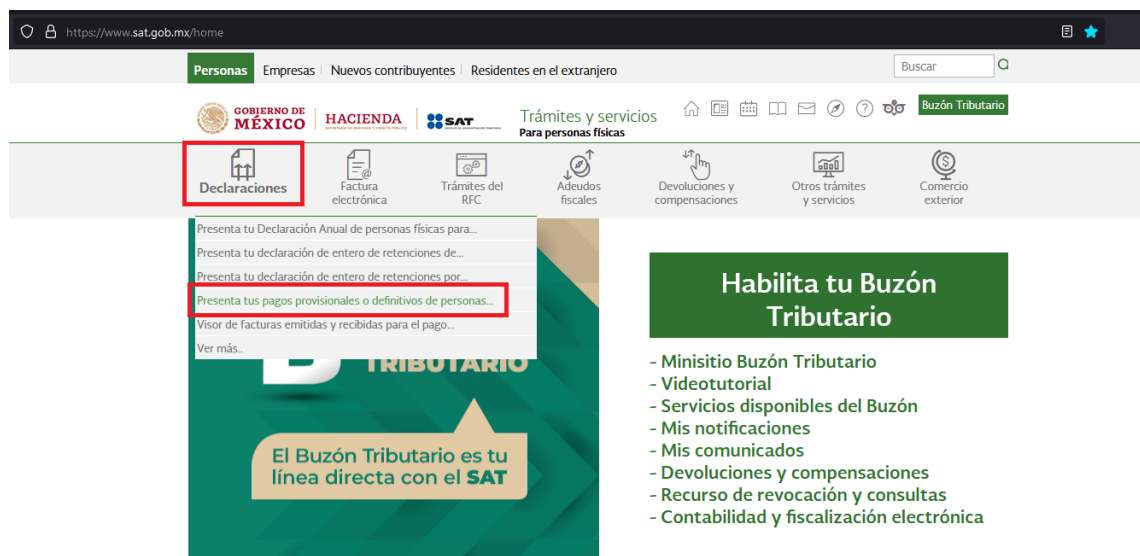 https://www.sat.gob.mx/home
Personas Empresas Nuevos contribuyentes Residentes en el extranjero
Buscar
GOBIERNO DE MÉXICO
HACIENDA
SAT
Trámites y servicios
Para personas físicas
Buzón Tributario
Declaraciones
Factura electrónica
Trámites del RFC
Adeudos fiscales
Devoluciones y compensaciones
Otros trámites y servicios
Comercio exterior
Presenta tu Declaración Anual de personas físicas para...
Presenta tu declaración de entero de retenciones de...
Presenta tu declaración de entero de retenciones por...
Presenta tus pagos provisionales o definitivos de personas...
Visor de facturas emitidas y recibidas para el pago...
Ver más..
TRIBUTARIO
El Buzón Tributario es tu
línea directa con el SAT
Habilita tu Buzón
Tributario
- Minisitio Buzón Tributario
- Videotutorial
- Servicios disponibles del Buzón
- Mis notificaciones
- Mis comunicados
- Devoluciones y compensaciones
- Recurso de revocación y consultas
- Contabilidad y fiscalización electrónica